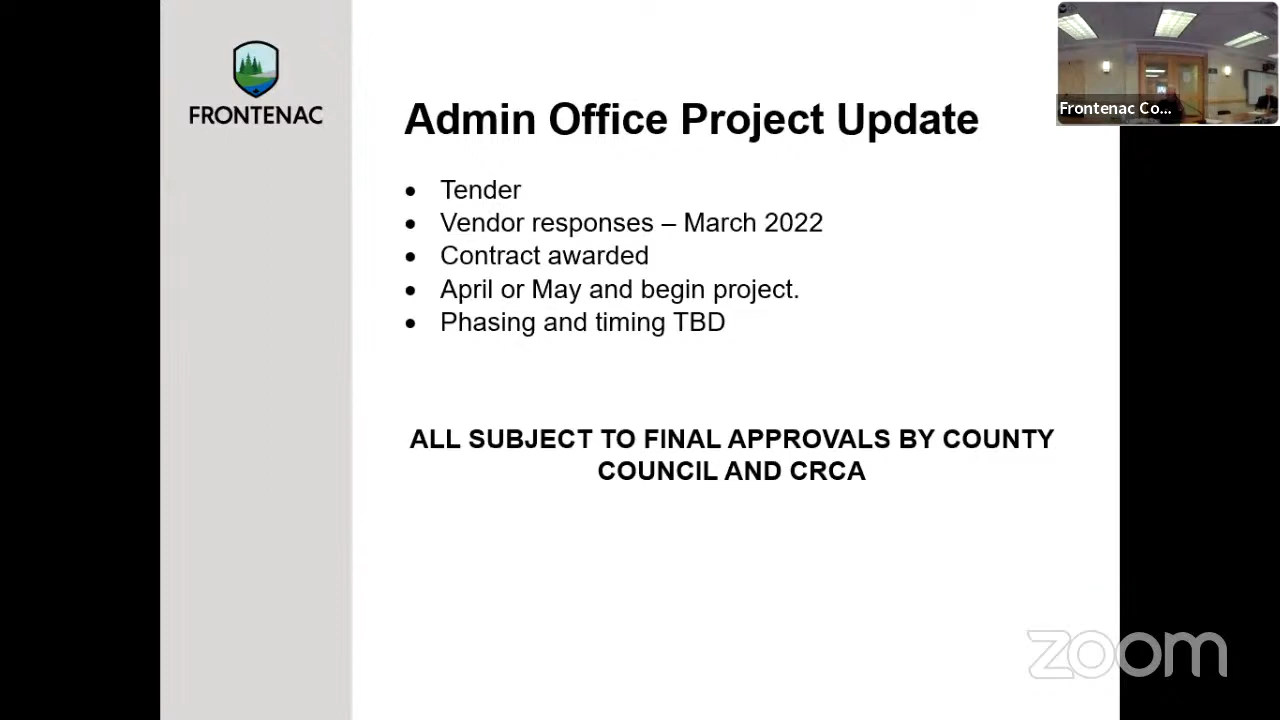 FRONTENAC
Admin Office Project Update
• Tender
• Vendor responses – March 2022
• Contract awarded
• April or May and begin project.
• Phasing and timing TBD
ALL SUBJECT TO FINAL APPROVALS BY COUNTY
COUNCIL AND CRCA
Frontenac Co...
zoom